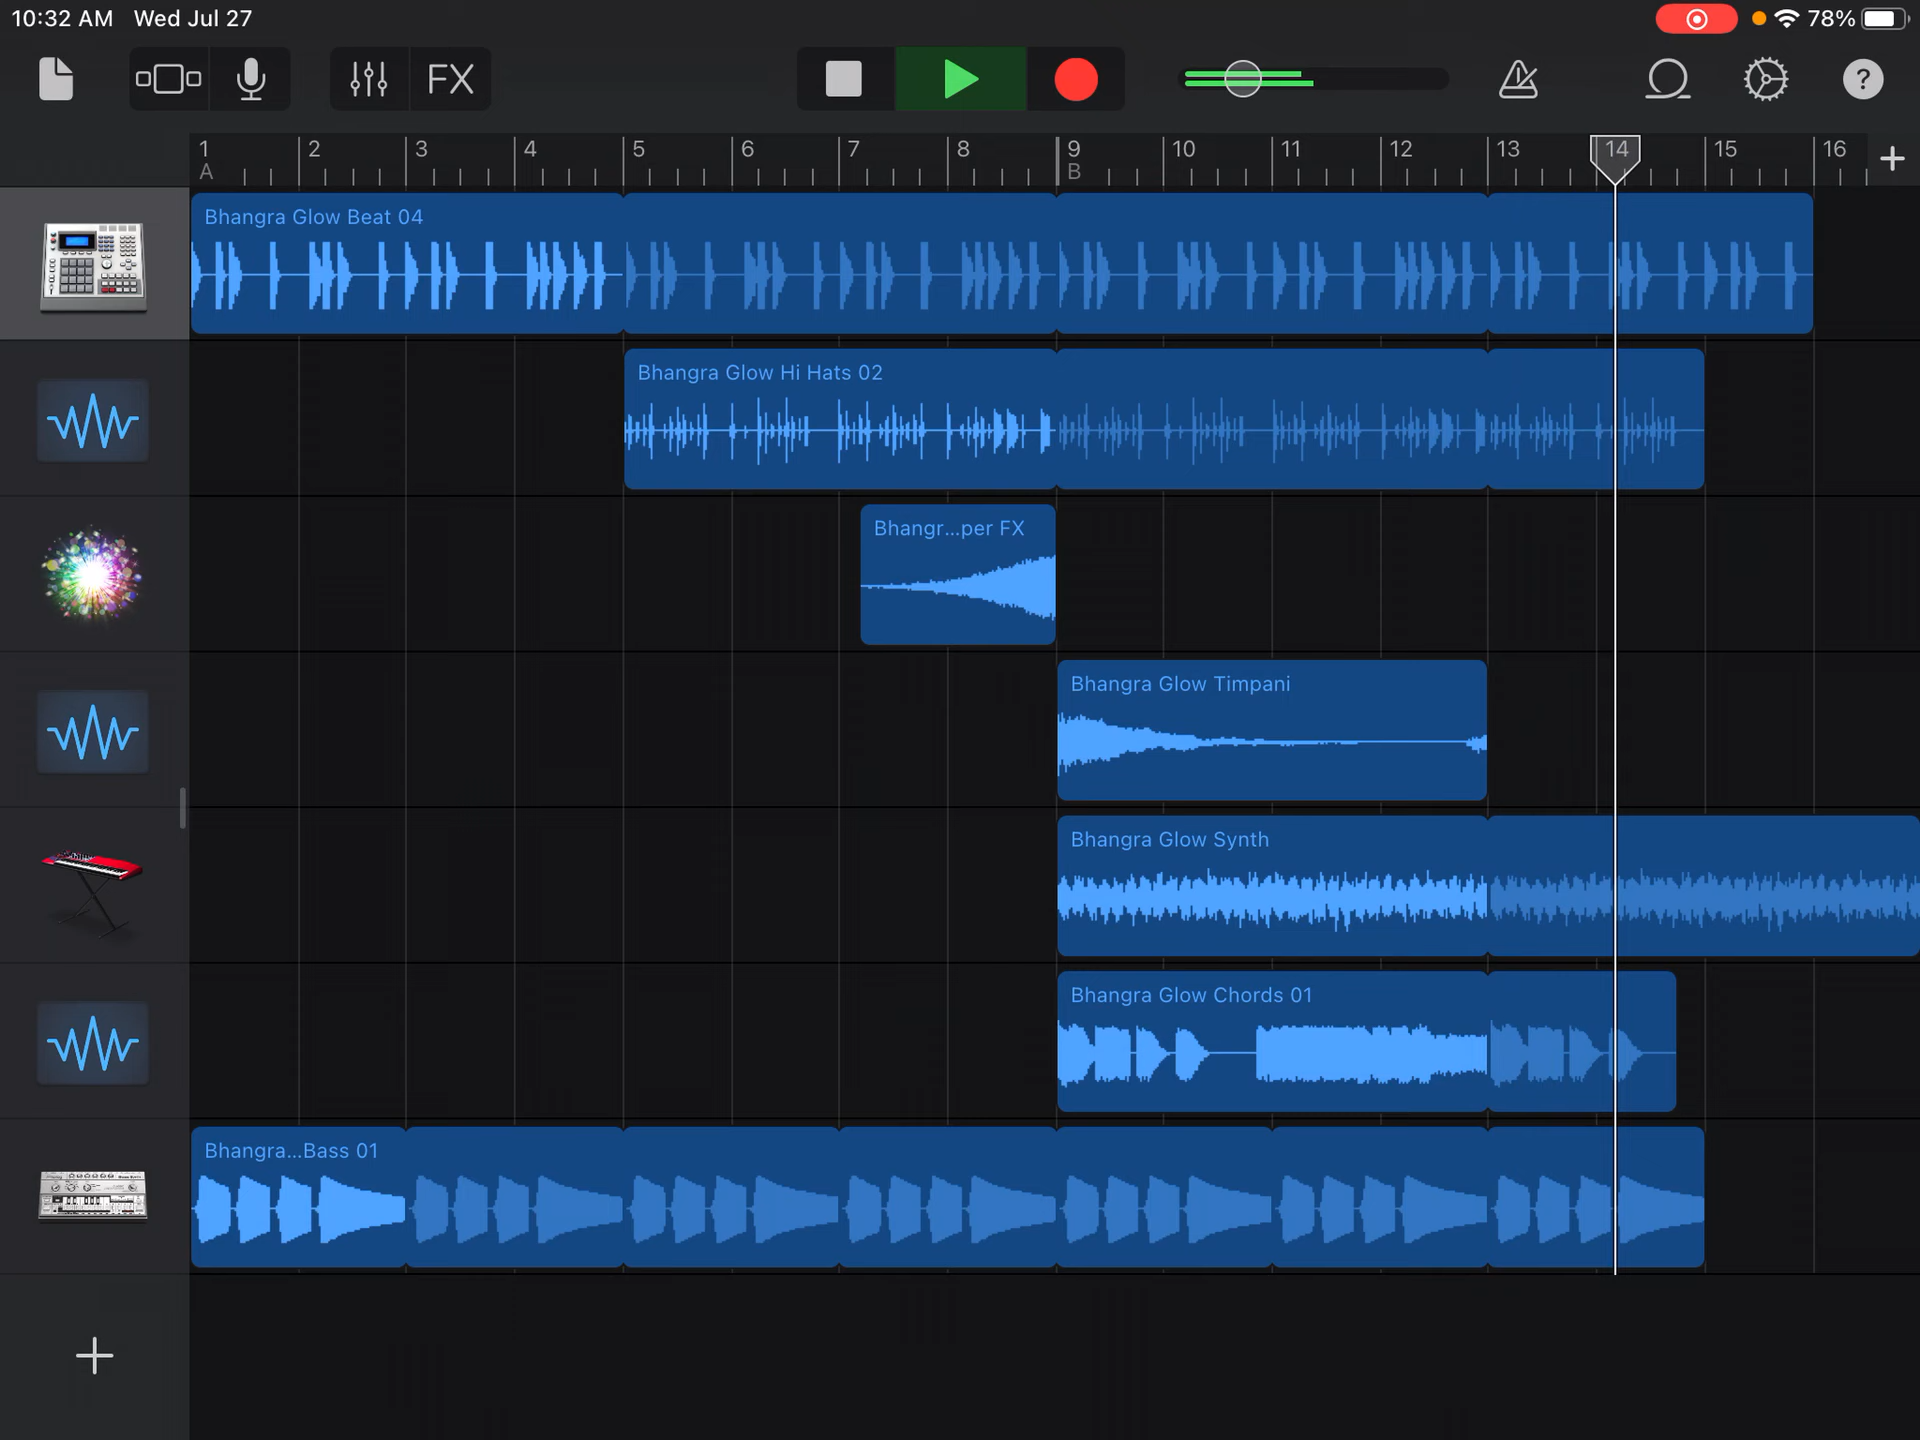 10:32 AM Wed Jul 27
78%
FX
?
1 2 3 4 5 6 7 8 9 10 11 12 13 14 15 16
A B
Bhangra Glow Beat 04
Bhangra Glow Hi Hats 02
Bhangr...per FX
Bhangra Glow Timpani
Bhangra Glow Synth
Bhangra Glow Chords 01
Bhangra...Bass 01